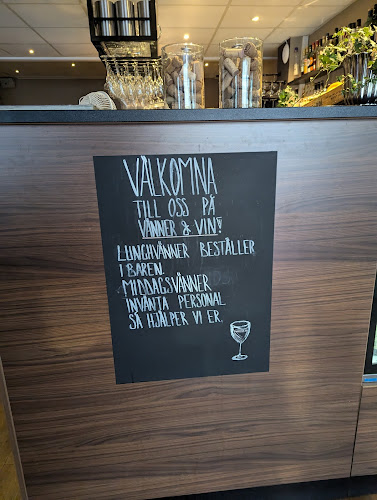 VÄLKOMNA
TILL OSS PÅ
VÄNNER & VIN!
LUNCHVÄNNER BESTÄLLER
I BAREN.
MIDDAGSVÄNNER
INVÄNTA PERSONAL
SÅ HJÄLPER VI ER.